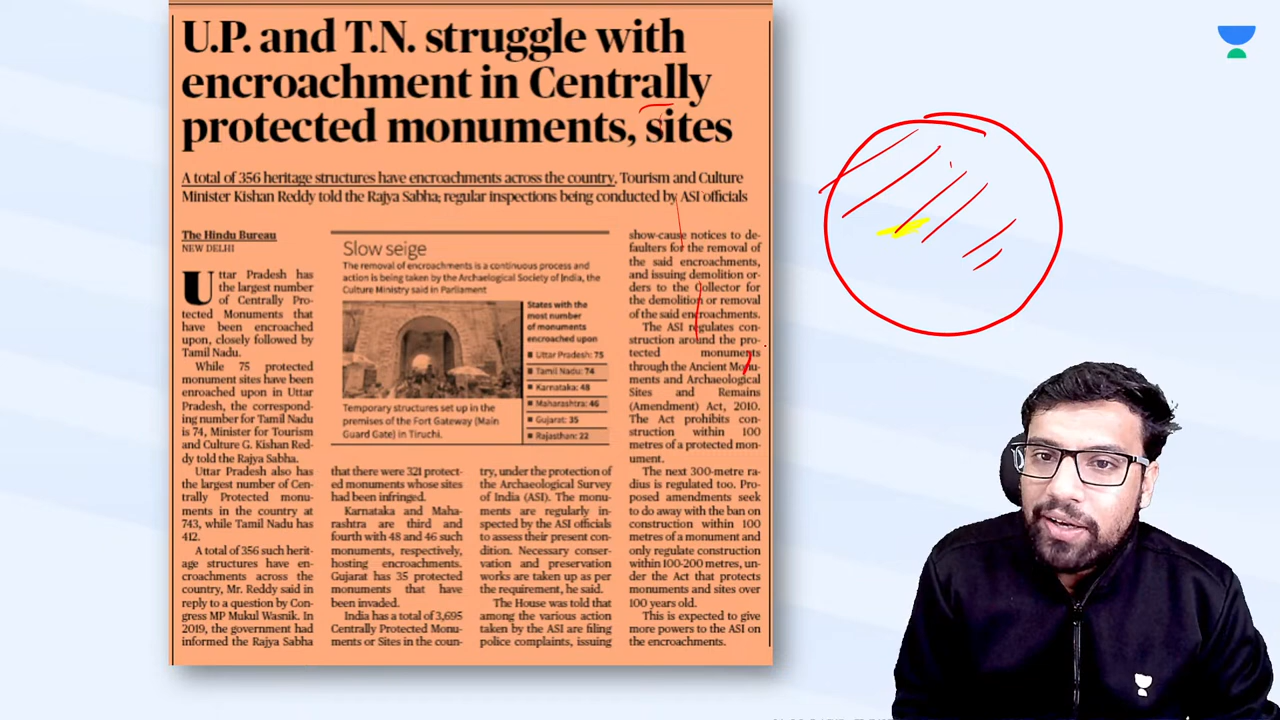 U.P. and T.N. struggle with
encroachment in Centrally
protected monuments, sites
A total of 356 heritage structures have encroachments across the country, Tourism and Culture
Minister Kishan Reddy told the Rajya Sabha; regular inspections being conducted by ASI officials
The Hindu Bureau
NEW DELHI
Uttar Pradesh has
the largest number
of Centrally Pro-
tected Monuments that
have been encroached
upon, closely followed by
Tamil Nadu.
While 75 protected
monument sites have been
enroached upon in Uttar
Pradesh, the correspond-
ing number for Tamil Nadu
is 74, Minister for Tourism
and Culture G. Kishan Red-
dy told the Rajya Sabha.
Uttar Pradesh also has
the largest number of Cen-
trally Protected monu-
ments in the country at
743, while Tamil Nadu has
412.
A total of 356 such herit-
age structures have en-
croachments across the
country, Mr. Reddy said in
reply to a question by Con-
gress MP Mukul Wasnik. In
2019, the government had
informed the Rajya Sabha
Slow seige
The removal of encroachments is a continuous process and
action is being taken by the Archaelogical Society of India, the
Culture Ministry said in Parliament
States with the
most number
of monuments
encroached upon
■ Uttar Pradesh: 75
■ Tamil Nadu: 74
■ Karnataka: 48
■ Maharashtra: 46
■ Gujarat: 35
■ Rajasthan: 22
Temporary structures set up in the
premises of the Fort Gateway (Main
Guard Gate) in Tiruchi.
that there were 321 protect-
ed monuments whose sites
had been infringed.
Karnataka and Maha-
rashtra are third and
fourth with 48 and 46 such
monuments, respectively,
hosting encroachments.
Gujarat has 35 protected
monuments that have
been invaded.
India has a total of 3,695
Centrally Protected Monu-
ments or Sites in the coun-
try, under the protection of
the Archaeological Survey
of India (ASI). The monu-
ments are regularly in-
spected by the ASI officials
to assess their present con-
dition. Necessary conser-
vation and preservation
works are taken up as per
the requirement, he said.
The House was told that
among the various action
taken by the ASI are filing
police complaints, issuing
show-cause notices to de-
faulters for the removal of
the said encroachments,
and issuing demolition or-
ders to the Collector for
the demolition or removal
of the said encroachments.
The ASI regulates con-
struction around the pro-
tected monuments
through the Ancient Monu-
ments and Archaeological
Sites and Remains
(Amendment) Act, 2010.
The Act prohibits con-
struction within 100
metres of a protected mon-
ument.
The next 300-metre ra-
dius is regulated too. Pro-
posed amendments seek
to do away with the ban on
construction within 100
metres of a monument and
only regulate construction
within 100-200 metres, un-
der the Act that protects
monuments and sites over
100 years old.
This is expected to give
more powers to the ASI on
the encroachments.